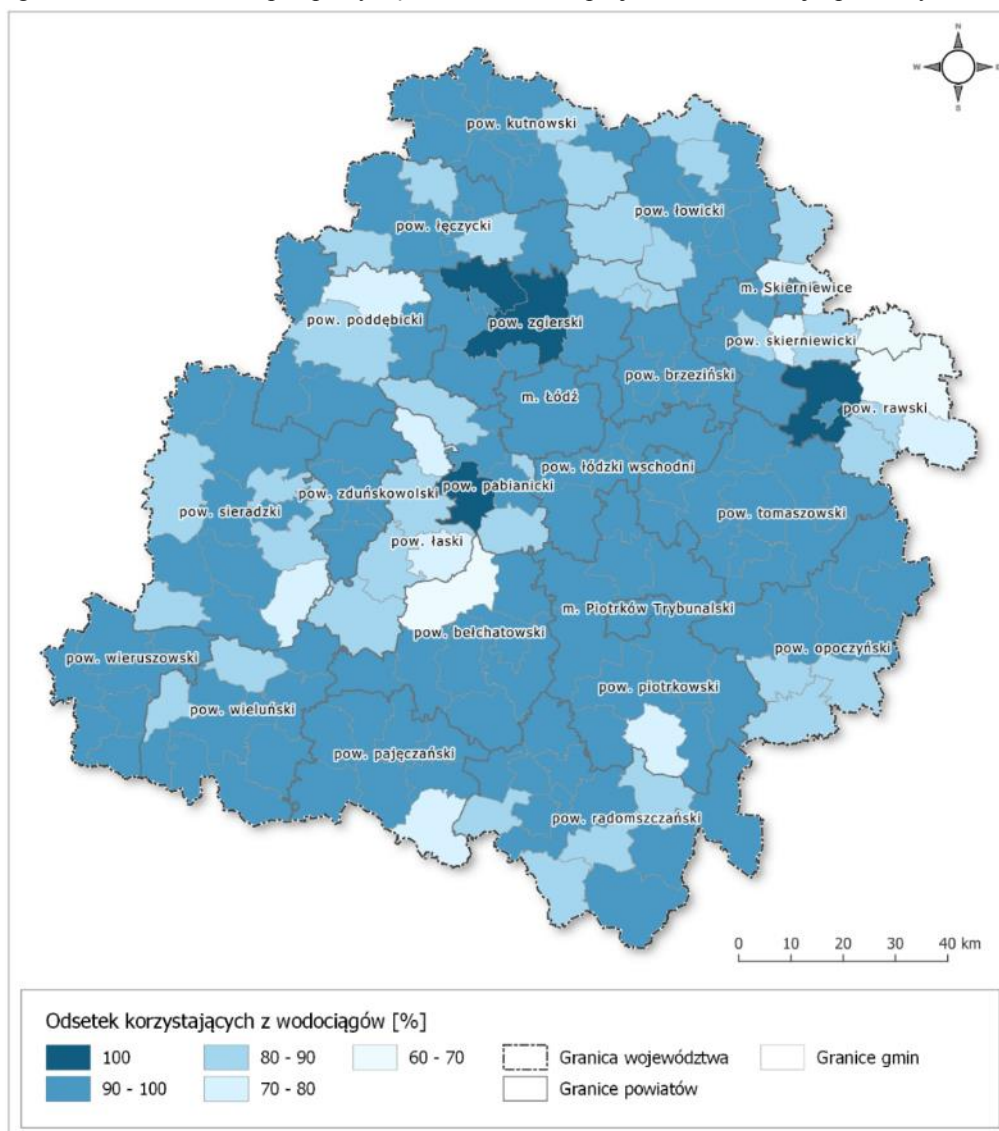 N
W E
S
pow. kutnowski
pow. łowicki
pow. łęczycki
m. Skierniewice
pow. poddębicki
pow. zgierski
pow. skierniewicki
pow. brzeziński
m. Łódź
pow. rawski
pow. łódzki wschodni
pow. pabianicki
pow. zduńskowolski
pow. sieradzki
pow. tomaszowski
pow. łaski
m. Piotrków Trybunalski
pow. bełchatowski
pow. opoczyński
pow. wieruszowski
pow. piotrkowski
pow. wieluński
pow. pajęczański
pow. radomszczański
0 10 20 30 40 km
Odsetek korzystających z wodociągów [%]
100 80 - 90 60 - 70 Granica województwa Granice gmin
90 - 100 70 - 80 Granice powiatów